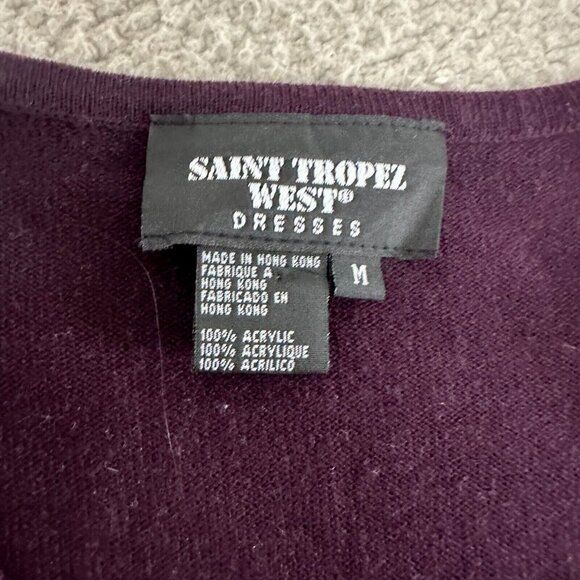 SAINT TROPEZ
WEST®
DRESSES
M
MADE IN HONG KONG
FABRIQUE A
HONG KONG
FABRICADO EN
HONG KONG
100% ACRYLIC
100% ACRYLIQUE
100% ACRILICO